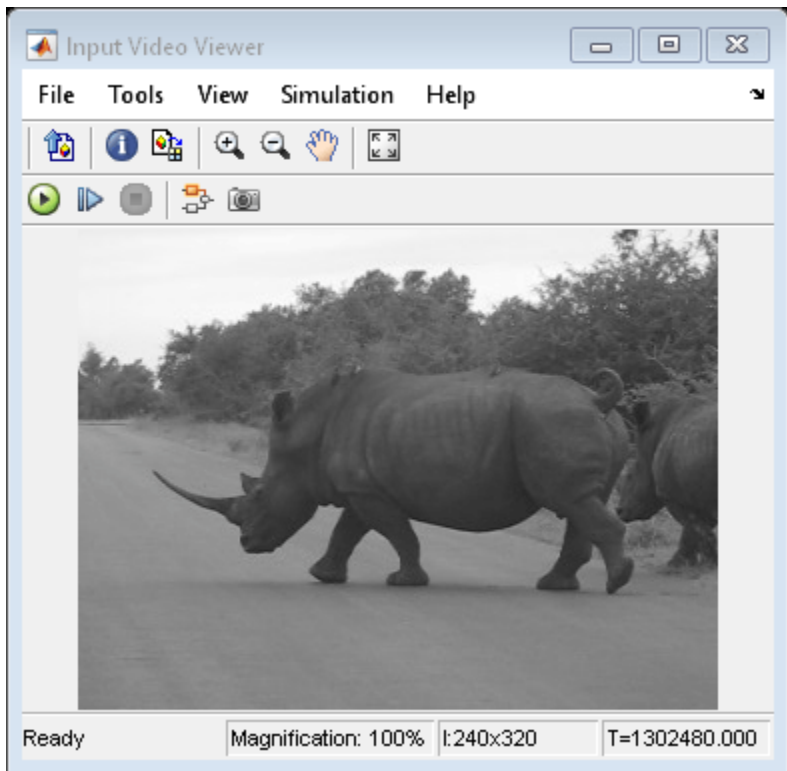 Input Video Viewer
File Tools View Simulation Help
Ready Magnification: 100% I:240x320 T=1302480.000